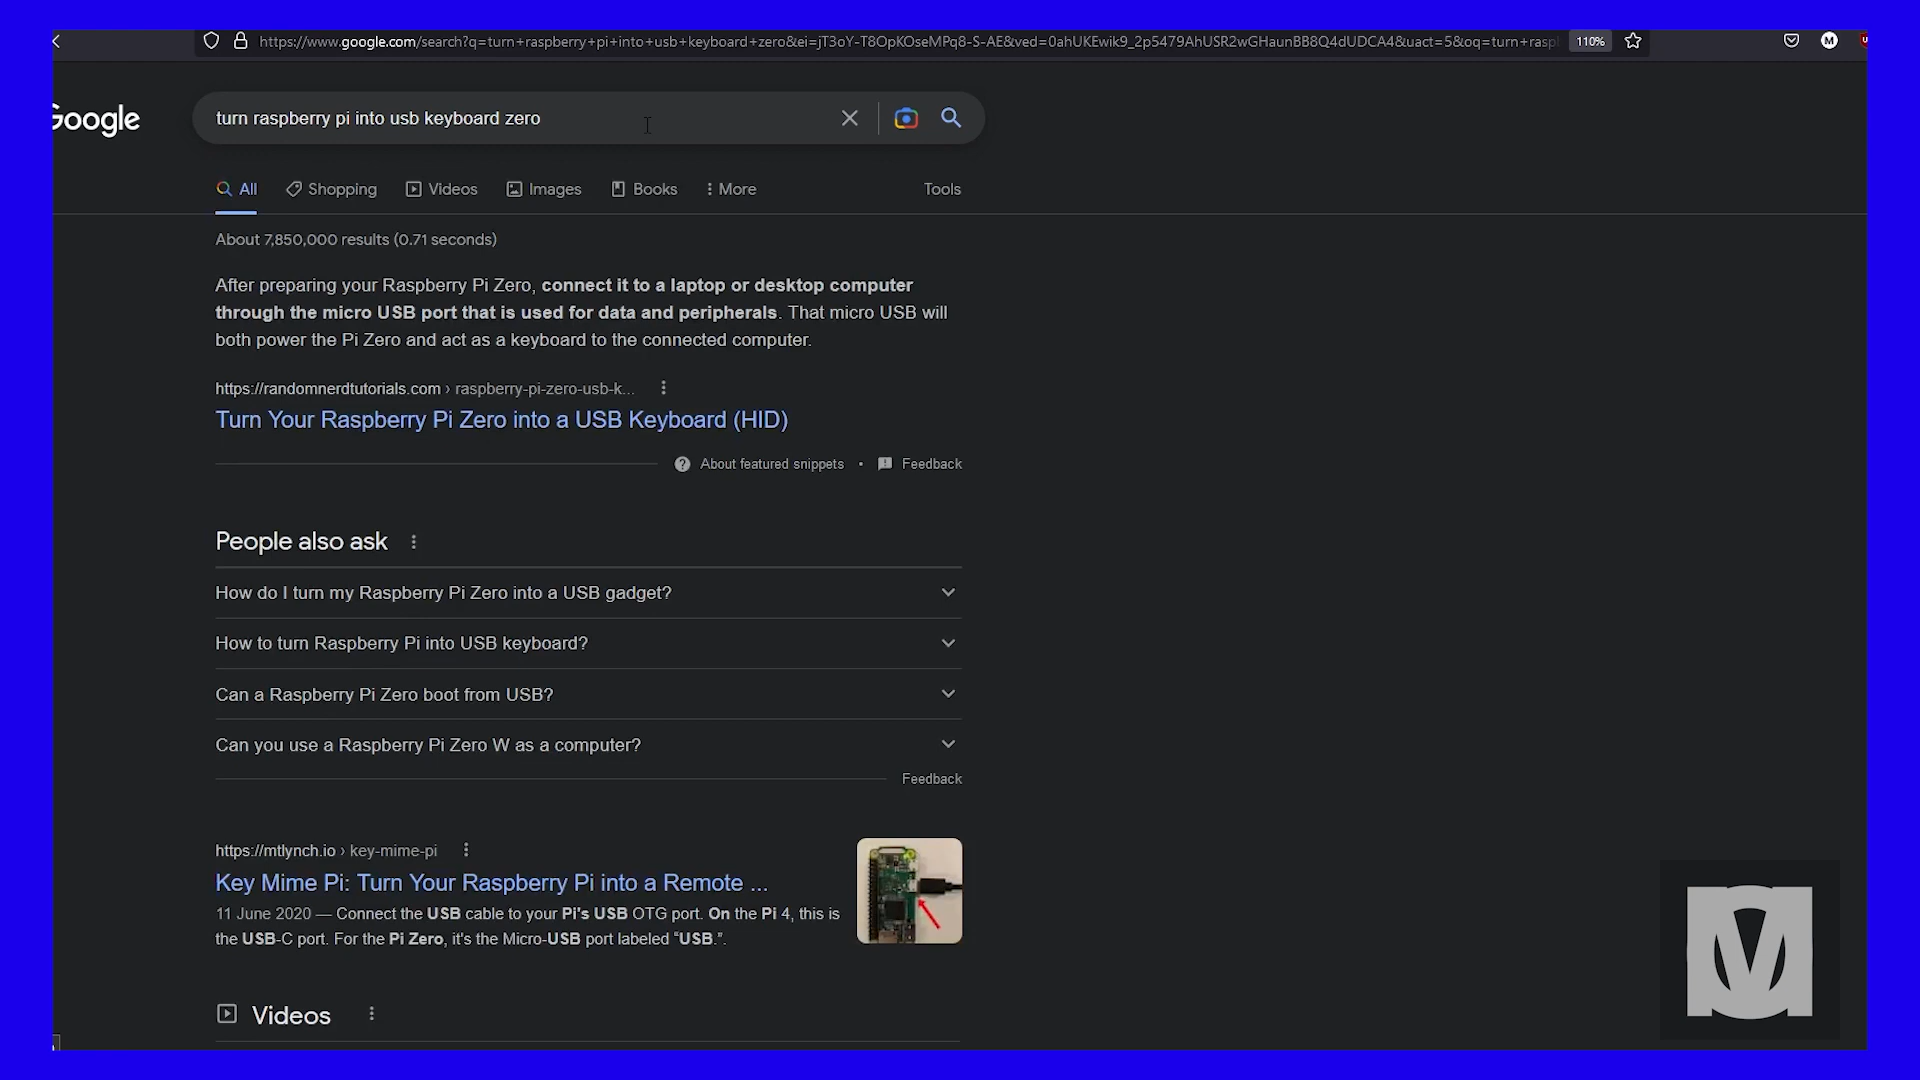 https://www.google.com/search?q=turn+raspberry+pi+into+usb+keyboard+zero&ei=jT3oY-T8OpKOseMPq8-S-AE&ved=0ahUKEwik9_2p5479AhUSR2wGHaunBB8Q4dUDCA4&uact=5&oq=turn+rasp
110%
M
Google
turn raspberry pi into usb keyboard zero
All
Shopping
Videos
Images
Books
More
Tools
About 7,850,000 results (0.71 seconds)
After preparing your Raspberry Pi Zero, connect it to a laptop or desktop computer
through the micro USB port that is used for data and peripherals. That micro USB will
both power the Pi Zero and act as a keyboard to the connected computer.
https://randomnerdtutorials.com › raspberry-pi-zero-usb-k...
Turn Your Raspberry Pi Zero into a USB Keyboard (HID)
About featured snippets • Feedback
People also ask
How do I turn my Raspberry Pi Zero into a USB gadget?
How to turn Raspberry Pi into USB keyboard?
Can a Raspberry Pi Zero boot from USB?
Can you use a Raspberry Pi Zero W as a computer?
Feedback
https://mtlynch.io › key-mime-pi
Key Mime Pi: Turn Your Raspberry Pi into a Remote ...
11 June 2020 — Connect the USB cable to your Pi's USB OTG port. On the Pi 4, this is
the USB-C port. For the Pi Zero, it's the Micro-USB port labeled “USB.”.
Videos